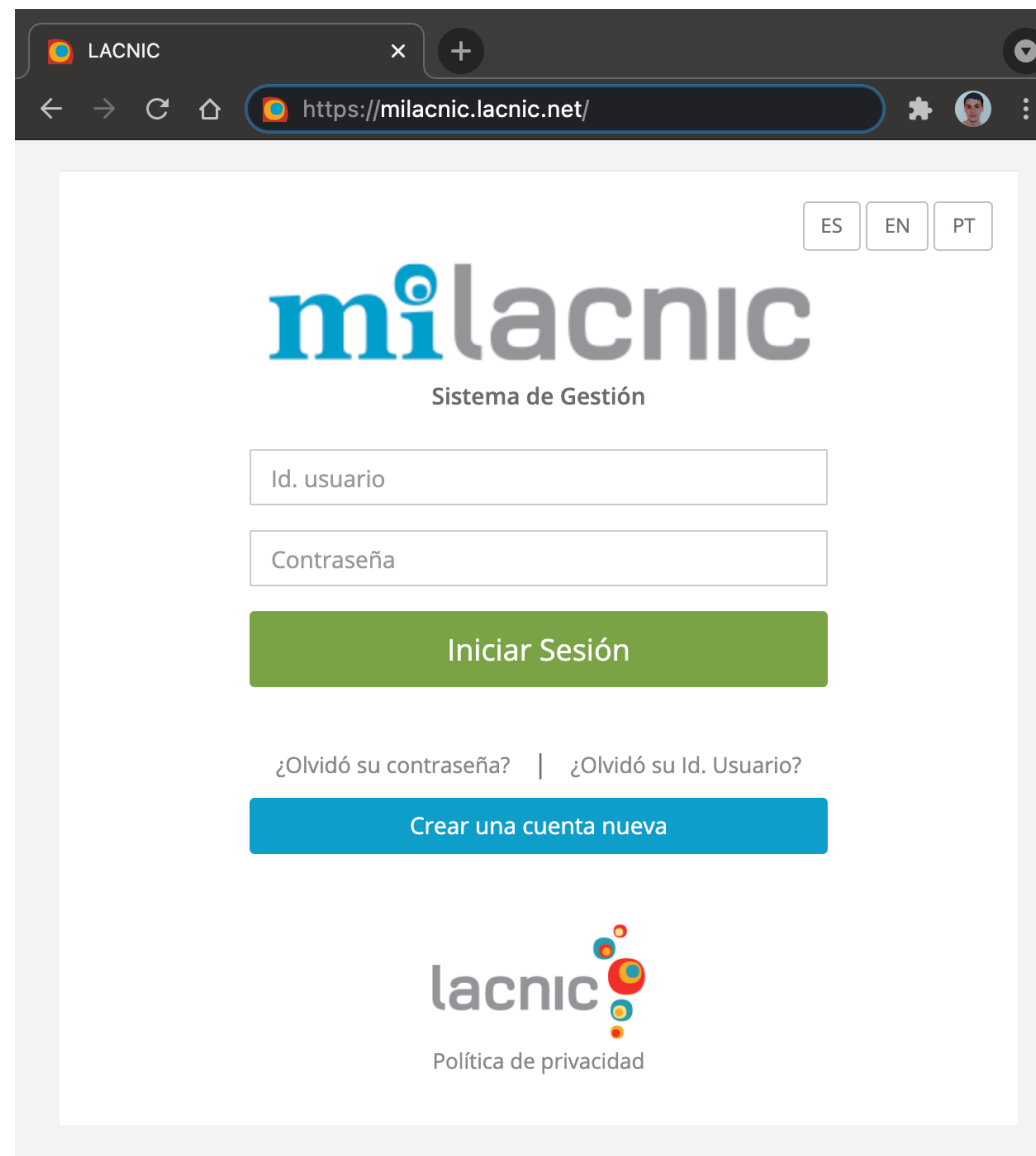 LACNIC
https://milacnic.lacnic.net/
ES EN PT
milacnic
Sistema de Gestión
Id. usuario
Contraseña
Iniciar Sesión
¿Olvidó su contraseña? | ¿Olvidó su Id. Usuario?
Crear una cuenta nueva
lacnic
Política de privacidad